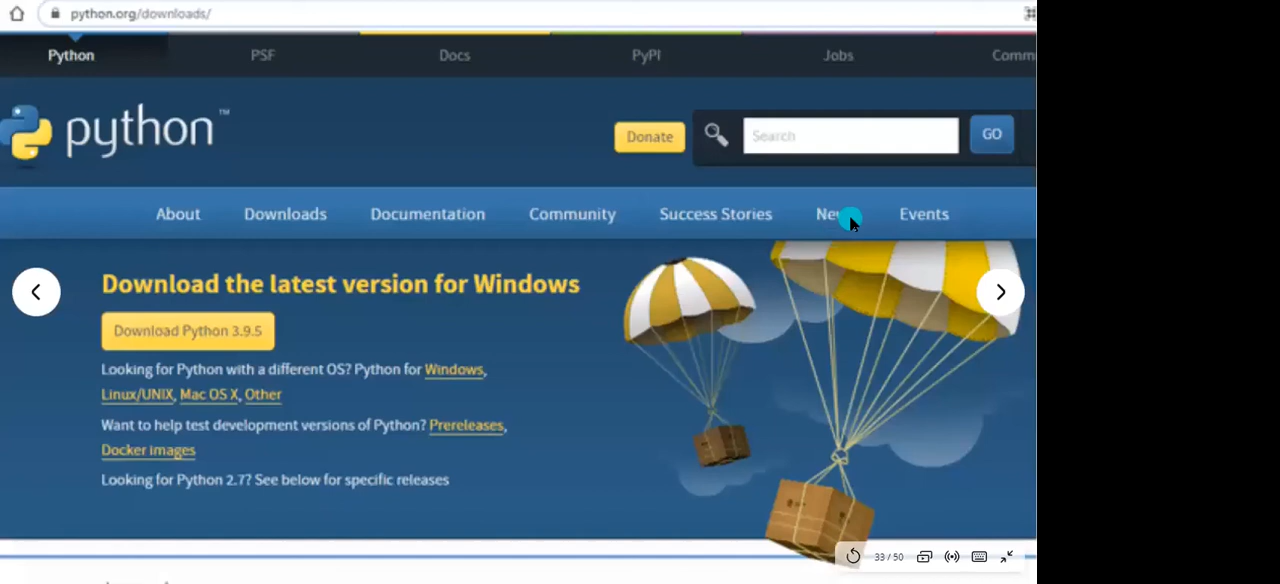 python.org/downloads/
Python PSF Docs PyPI Jobs Comm
python™
Donate Search GO
About Downloads Documentation Community Success Stories Events
Download the latest version for Windows
Download Python 3.9.5
Looking for Python with a different OS? Python for Windows,
Linux/UNIX, Mac OS X, Other
Want to help test development versions of Python? Prereleases,
Docker images
Looking for Python 2.7? See below for specific releases
33 / 50